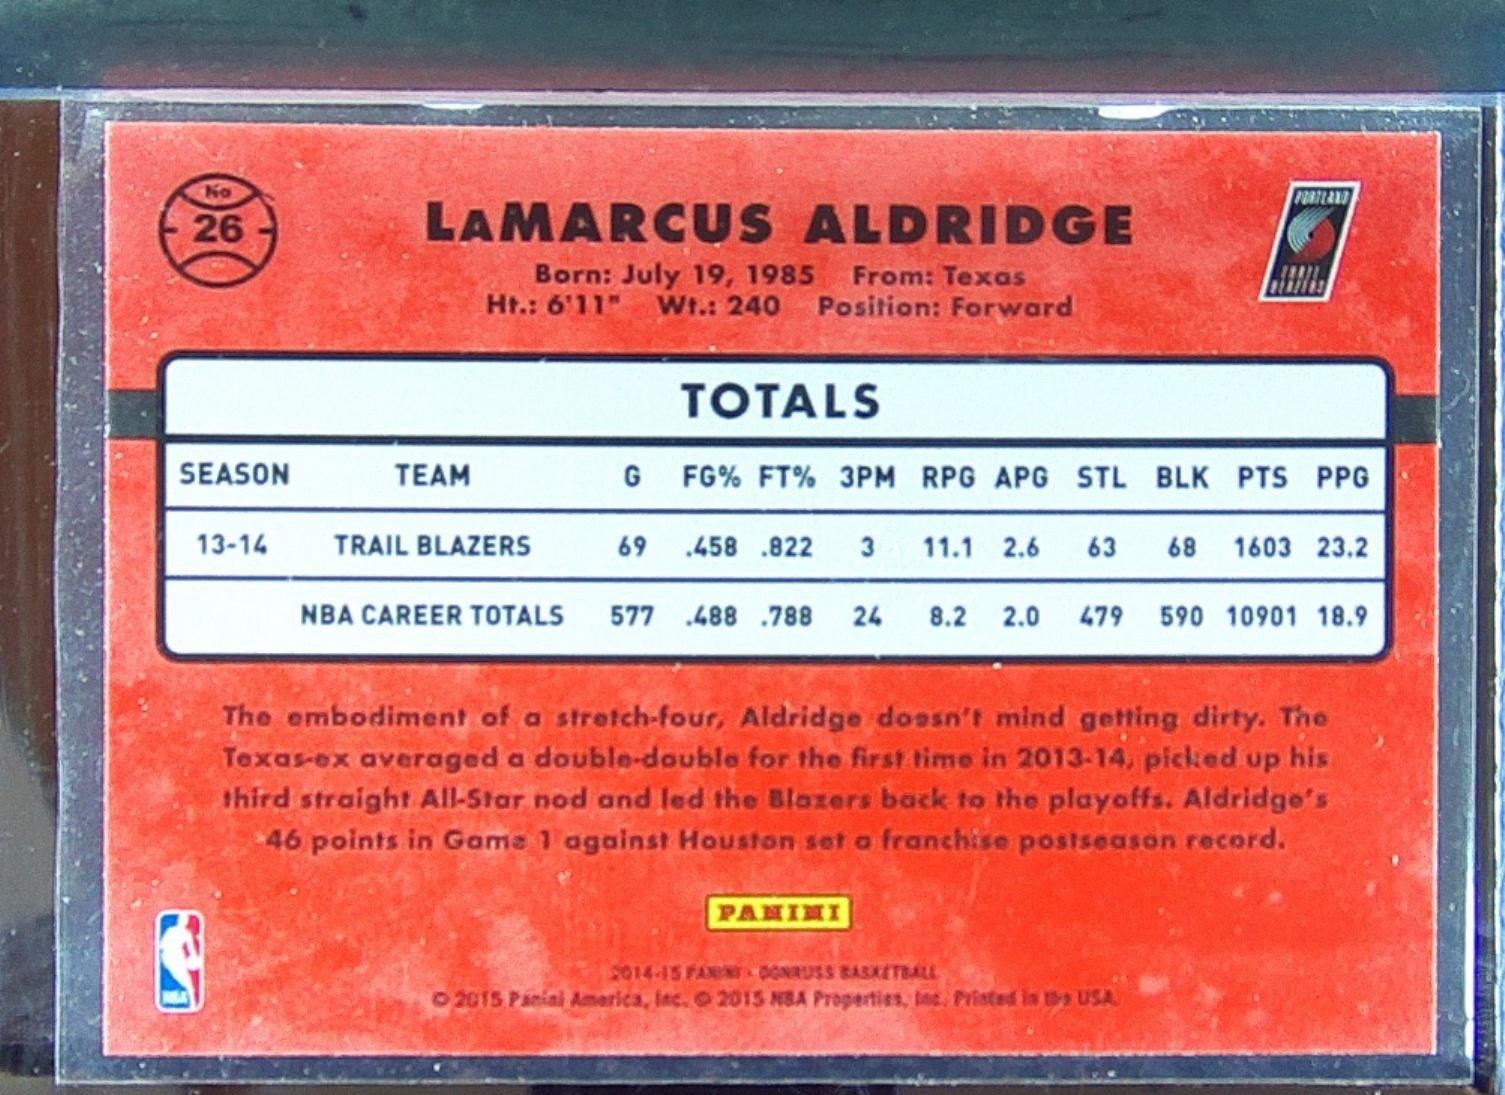 No
26
LaMARCUS ALDRIDGE
PORTLAND
TRAIL
BLAZERS
Born: July 19, 1985 From: Texas
Ht.: 6'11" Wt.: 240 Position: Forward
TOTALS
SEASON TEAM G FG% FT% 3PM RPG APG STL BLK PTS PPG
13-14 TRAIL BLAZERS 69 .458 .822 3 11.1 2.6 63 68 1603 23.2
NBA CAREER TOTALS 577 .488 .788 24 8.2 2.0 479 590 10901 18.9
The embodiment of a stretch-four, Aldridge doesn't mind getting dirty. The
Texas-ex averaged a double-double for the first time in 2013-14, picked up his
third straight All-Star nod and led the Blazers back to the playoffs. Aldridge's
46 points in Game 1 against Houston set a franchise postseason record.
PANINI
NBA
2014-15 PANINI - DONRUSS BASKETBALL
© 2015 Panini America, Inc. © 2015 NBA Properties, Inc. Printed in the USA.